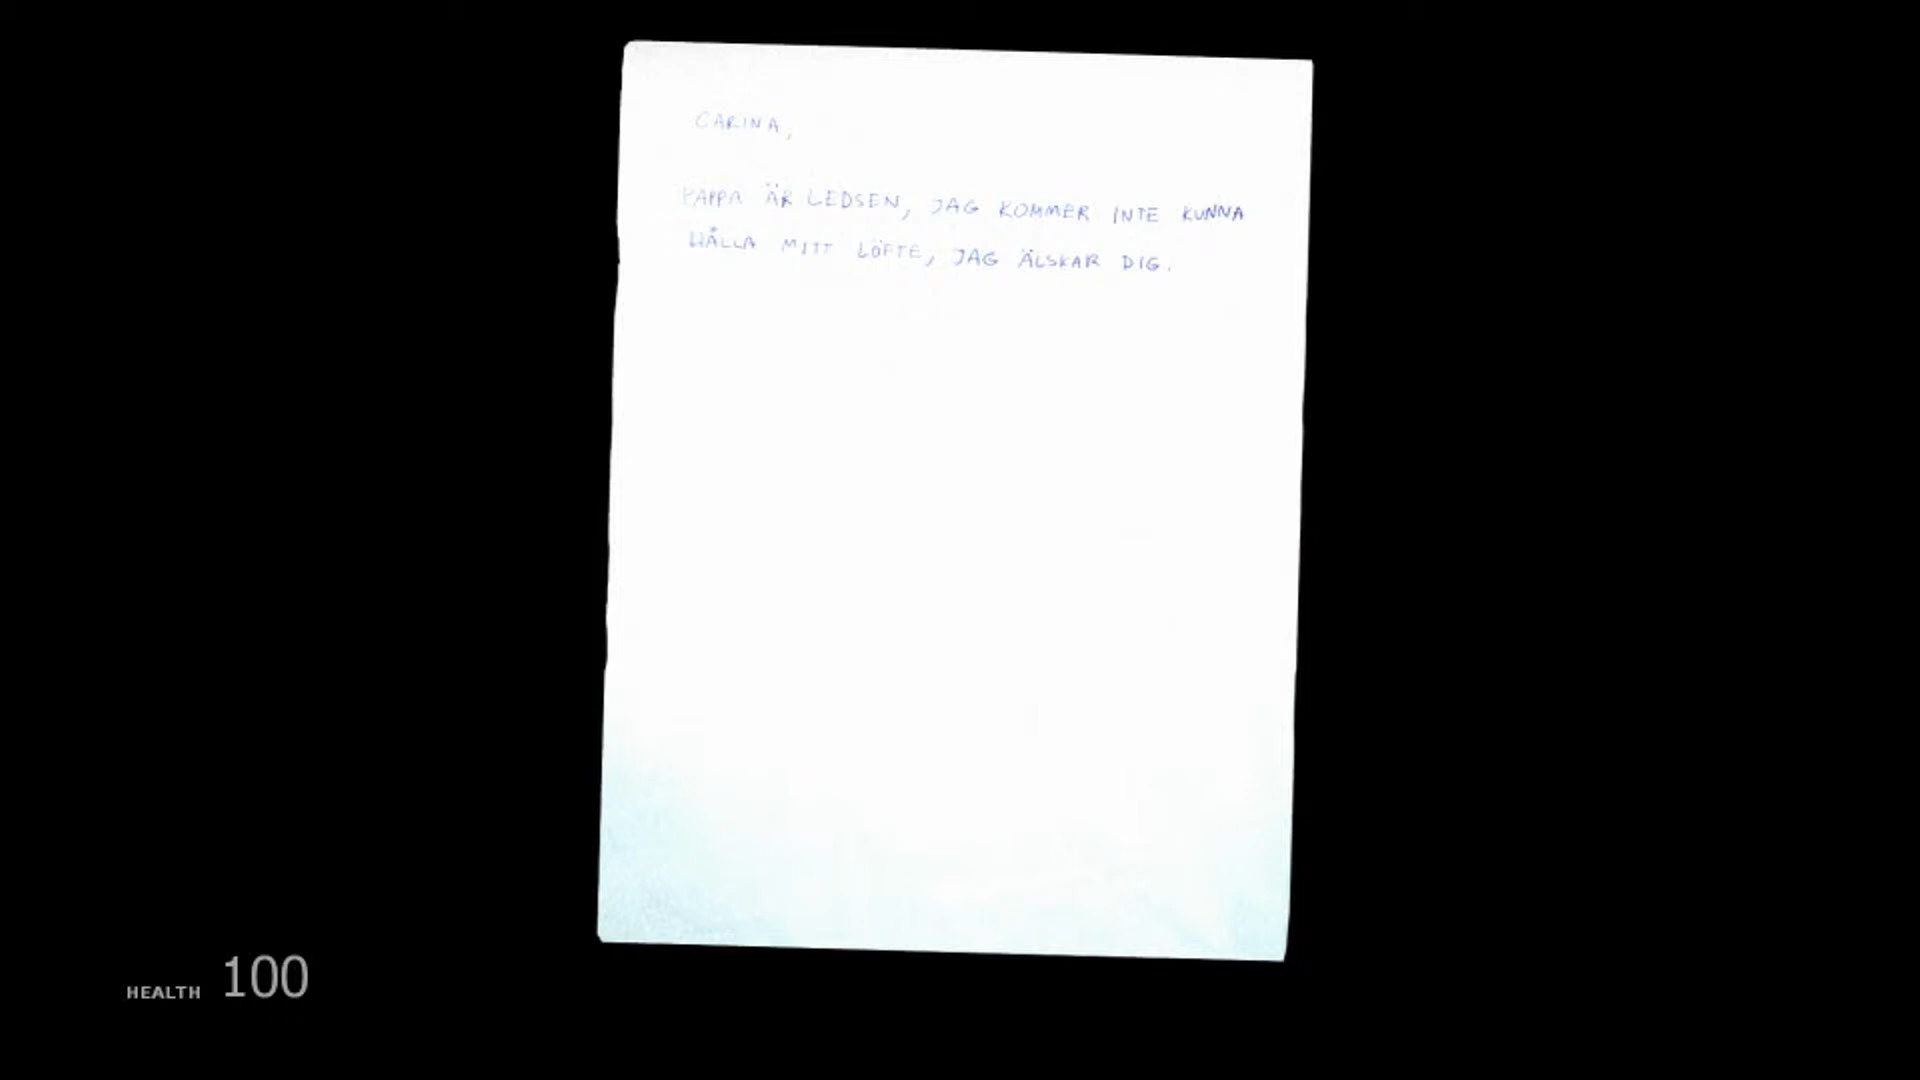 CARINA,
PAPPA ÄR LEDSEN, JAG KOMMER INTE KUNNA
HÅLLA MITT LÖFTE, JAG ÄLSKAR DIG.
HEALTH 100